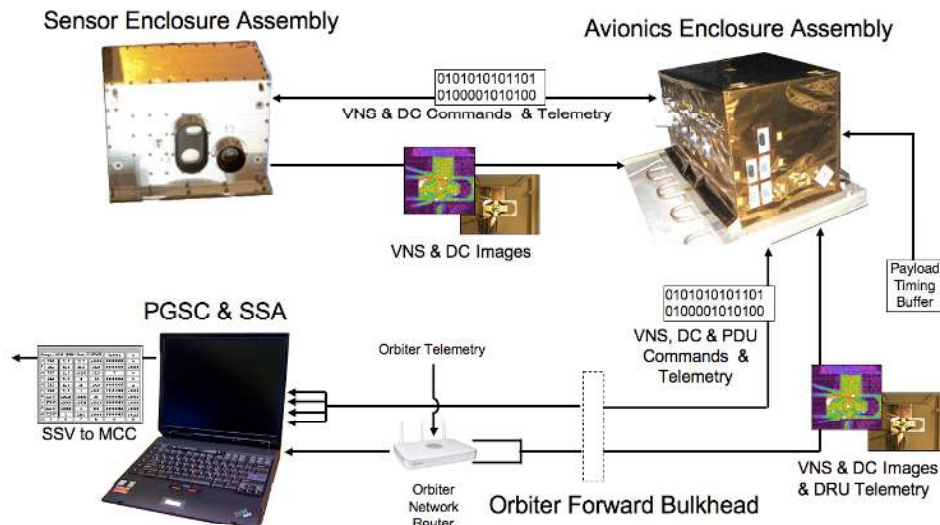 Sensor Enclosure Assembly
Avionics Enclosure Assembly
0101010101101
0100001010100
VNS & DC Commands & Telemetry
VNS & DC Images
Payload
Timing
Buffer
0101010101101
0100001010100
VNS, DC & PDU
Commands &
Telemetry
PGSC & SSA
Orbiter Telemetry
SSV to MCC
Orbiter
Network
Router
Orbiter Forward Bulkhead
VNS & DC Images
& DRU Telemetry